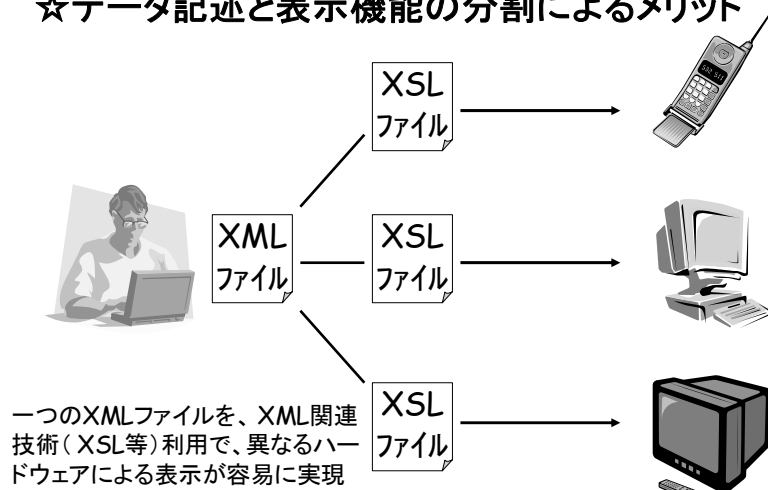 ☆データ記述と表示機能の分割によるメリット
XSL
ファイル
XML
ファイル
XSL
ファイル
XSL
ファイル
一つのXMLファイルを、XML関連
技術(XSL等)利用で、異なるハー
ドウェアによる表示が容易に実現